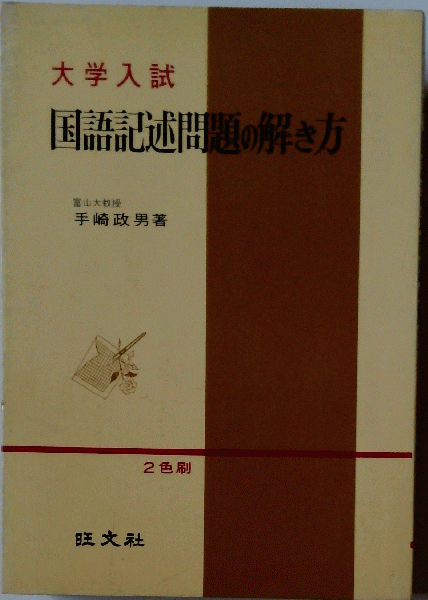 大学入試
国語記述問題の解き方
富山大教授
手崎政男著
2色刷
旺文社